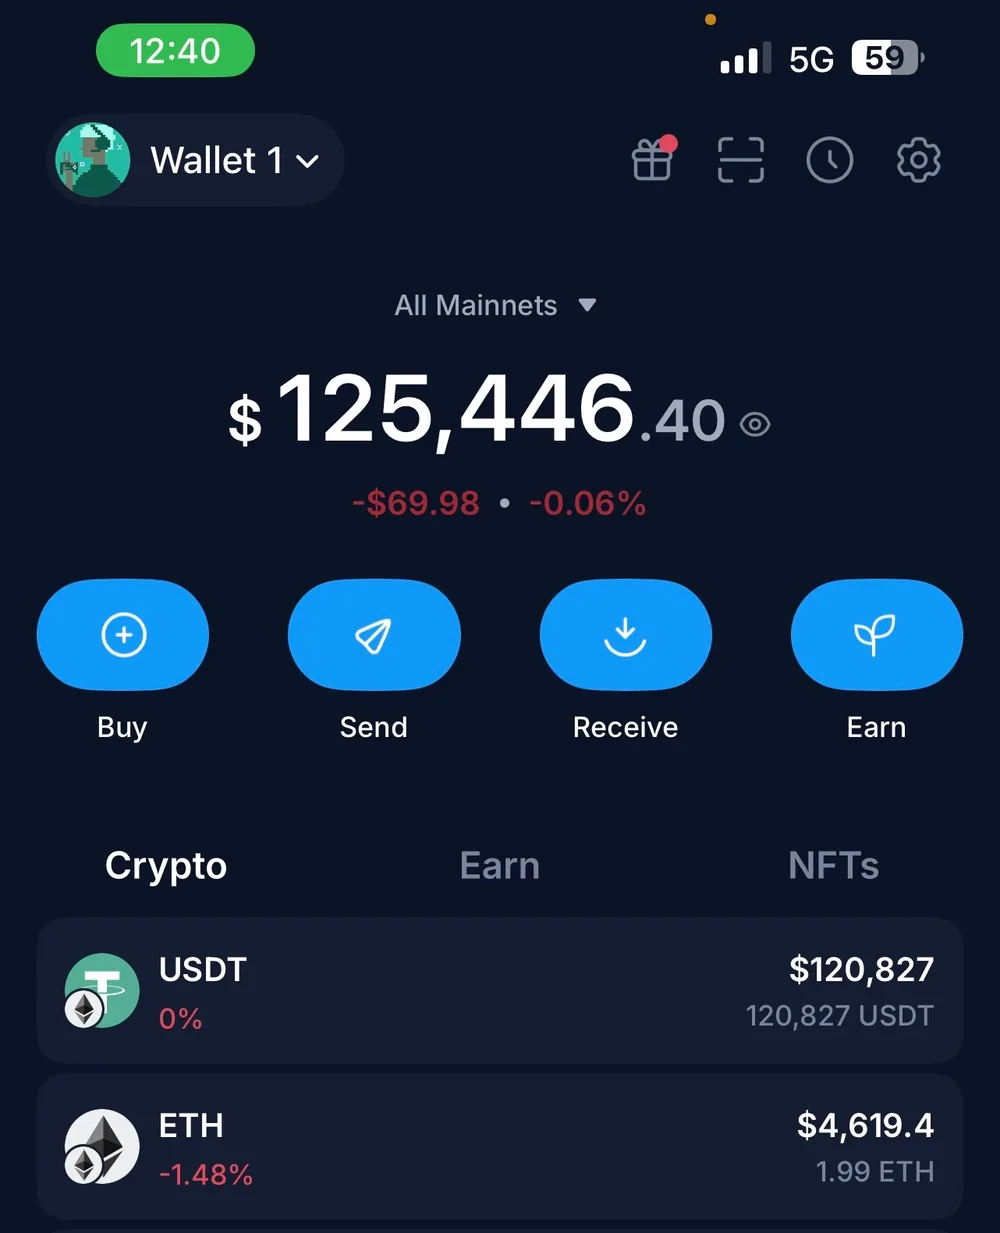 12:40 5G 59
Wallet 1
All Mainnets
$125,446.40
-$69.98 • -0.06%
Buy Send Receive Earn
Crypto Earn NFTs
USDT $120,827
0% 120,827 USDT
ETH $4,619.4
-1.48% 1.99 ETH